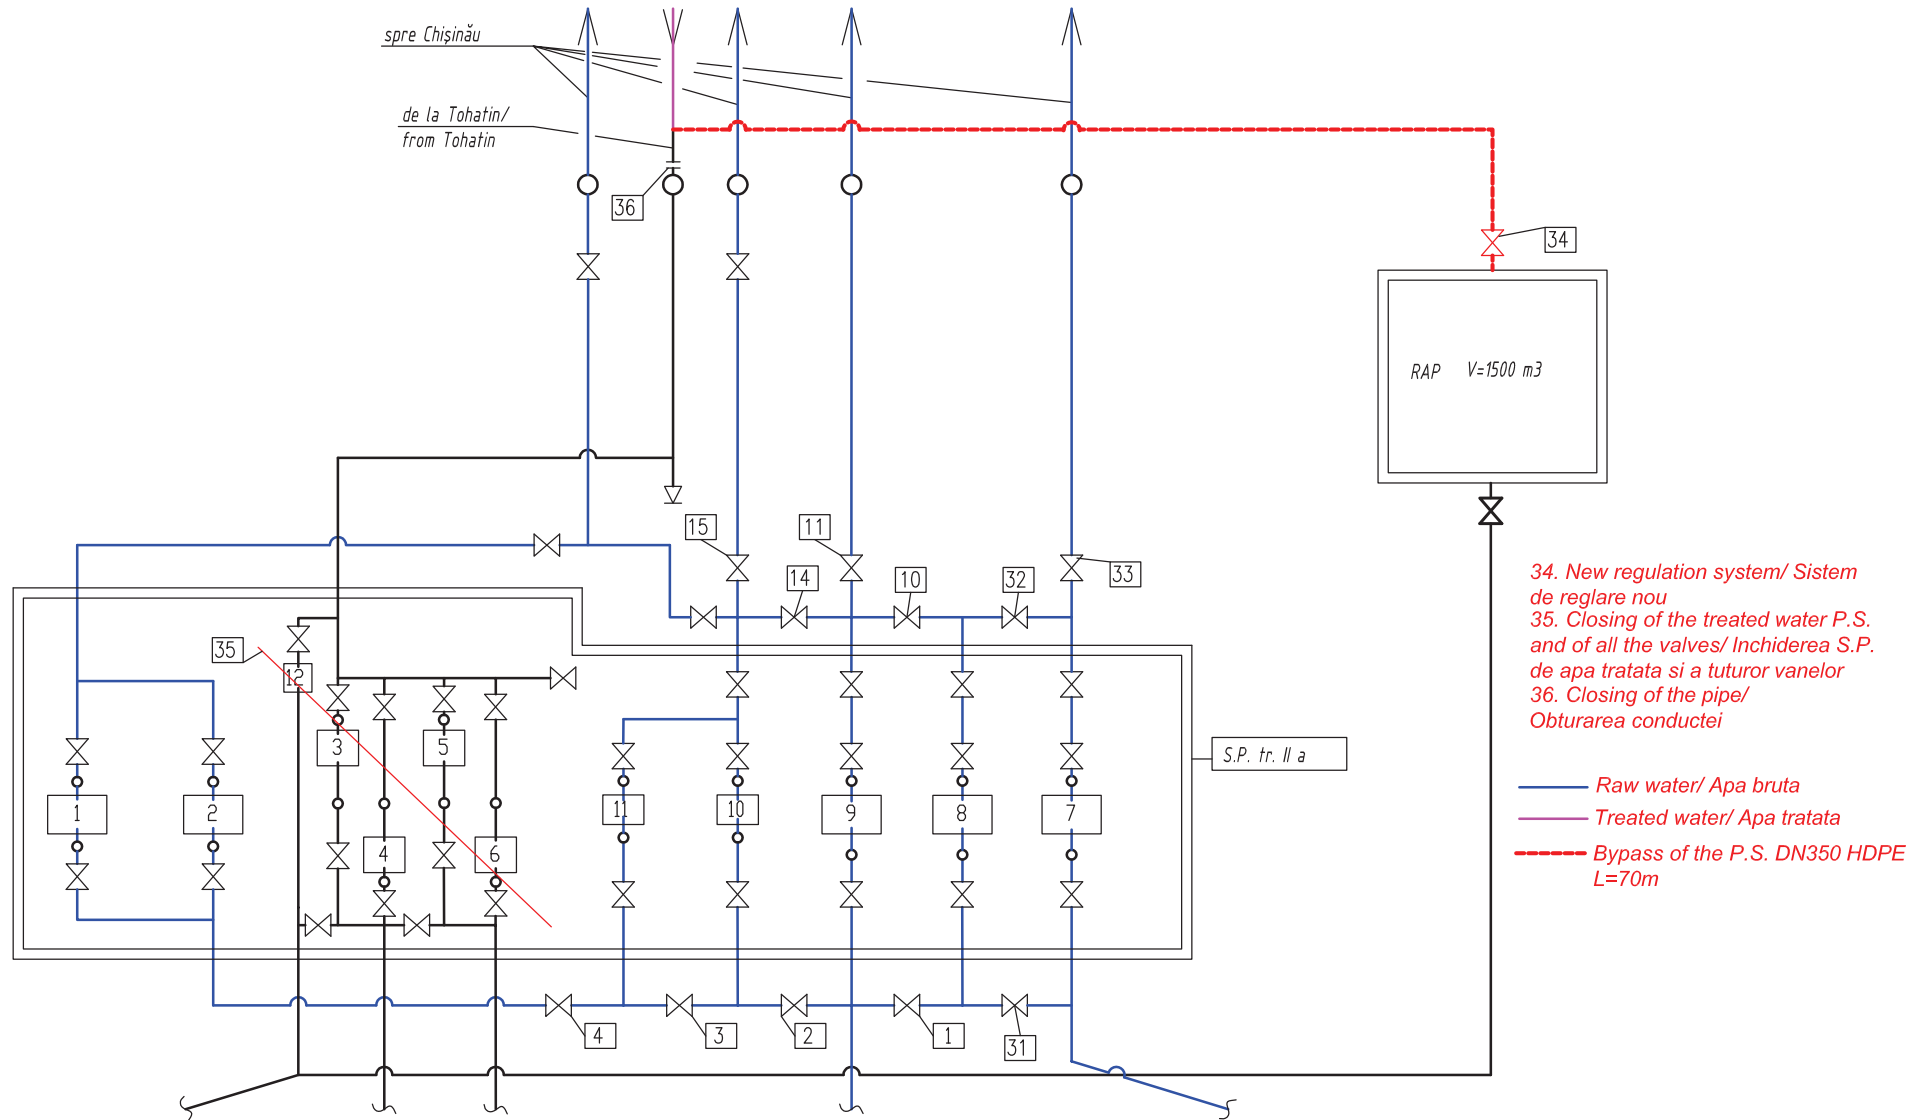 spre Chișinău
de la Tohatin/
from Tohatin
36
34
RAP V=1500 m3
15
11
14
10
32
33
35
12
3
5
1
2
4
6
11
10
9
8
7
S.P. tr. II a
4
3
2
1
31
34. New regulation system/ Sistem
de reglare nou
35. Closing of the treated water P.S.
and of all the valves/ Inchiderea S.P.
de apa tratata si a tuturor vanelor
36. Closing of the pipe/
Obturarea conductei
Raw water/ Apa bruta
Treated water/ Apa tratata
Bypass of the P.S. DN350 HDPE
L=70m